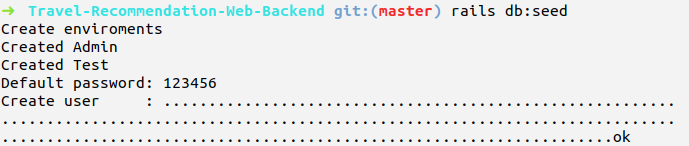 ➜ Travel-Recommendation-Web-Backend git:(master) rails db:seed
Create enviroments
Created Admin
Created Test
Default password: 123456
Create user     : .........................................................
...........................................................................
....................................................................ok